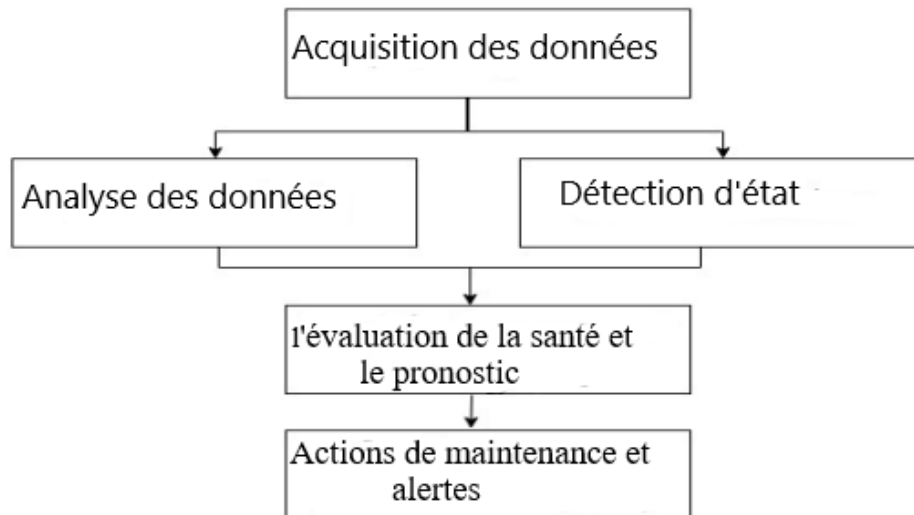 Acquisition des données
Analyse des données
Détection d'état
l'évaluation de la santé et
le pronostic
Actions de maintenance et
alertes